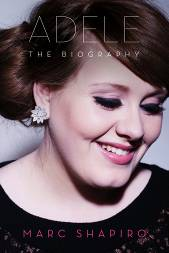 ADELE
THE BIOGRAPHY
MARC SHAPIRO